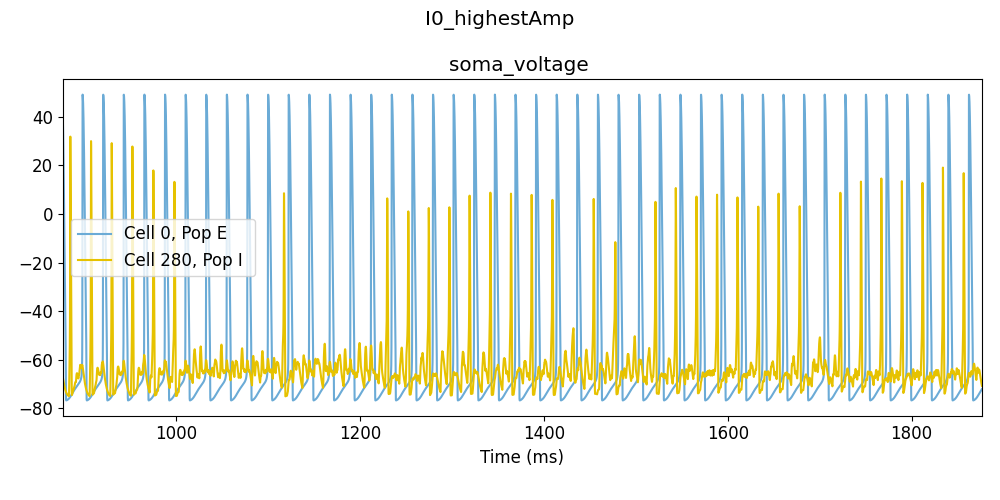 I0_highestAmp
soma_voltage
40
20
0
−20
−40
−60
−80
Cell 0, Pop E
Cell 280, Pop I
1000 1200 1400 1600 1800
Time (ms)